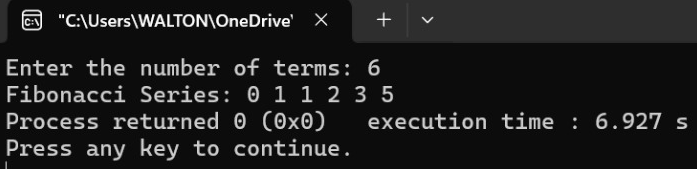 "C:\Users\WALTON\OneDrive'
Enter the number of terms: 6
Fibonacci Series: 0 1 1 2 3 5
Process returned 0 (0x0)   execution time : 6.927 s
Press any key to continue.